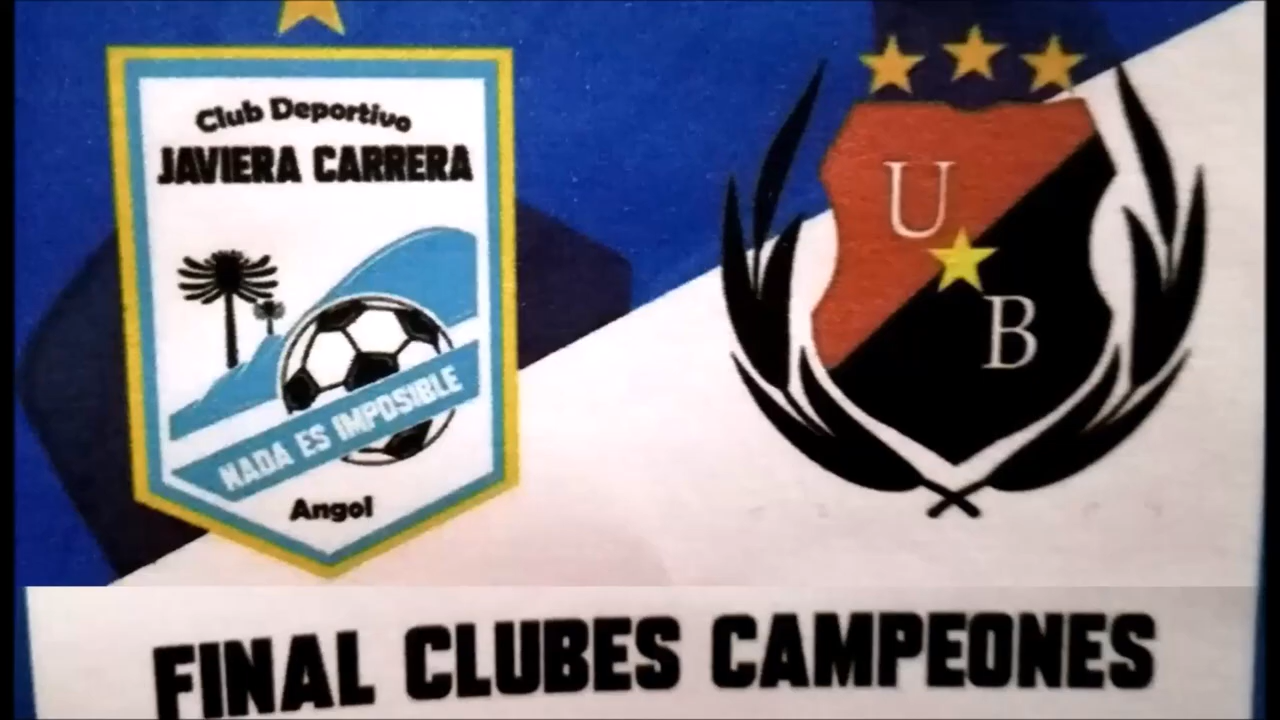 Club Deportivo
JAVIERA CARRERA
NADA ES IMPOSIBLE
Angol
U
B
FINAL CLUBES CAMPEONES